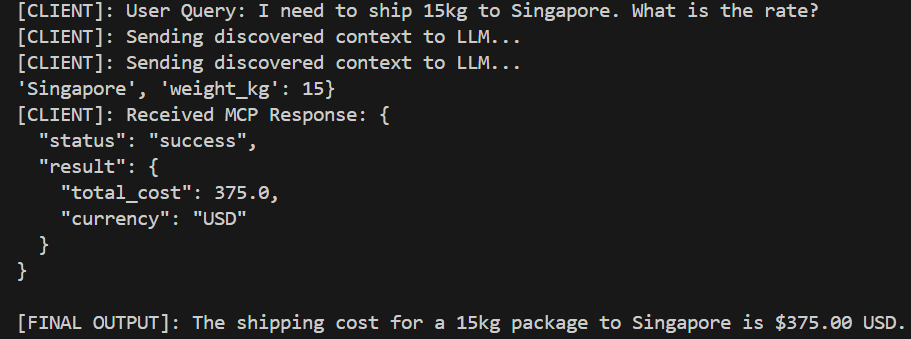 [CLIENT]: User Query: I need to ship 15kg to Singapore. What is the rate?
[CLIENT]: Sending discovered context to LLM...
[CLIENT]: Sending discovered context to LLM...
'Singapore', 'weight_kg': 15}
[CLIENT]: Received MCP Response: {
  "status": "success",
  "result": {
    "total_cost": 375.0,
    "currency": "USD"
  }
}

[FINAL OUTPUT]: The shipping cost for a 15kg package to Singapore is $375.00 USD.